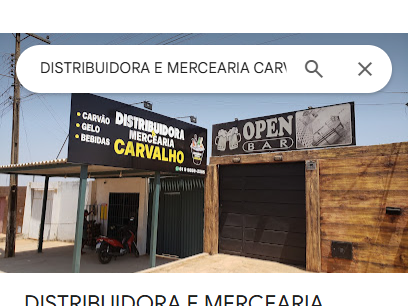 DISTRIBUIDORA E MERCEARIA CARV
• CARVÃO
• GELO
• BEBIDAS
DISTRIBUIDORA
MERCEARIA
CARVALHO
OPEN
BAR
DISTRIBUIDORA E MERCEARIA